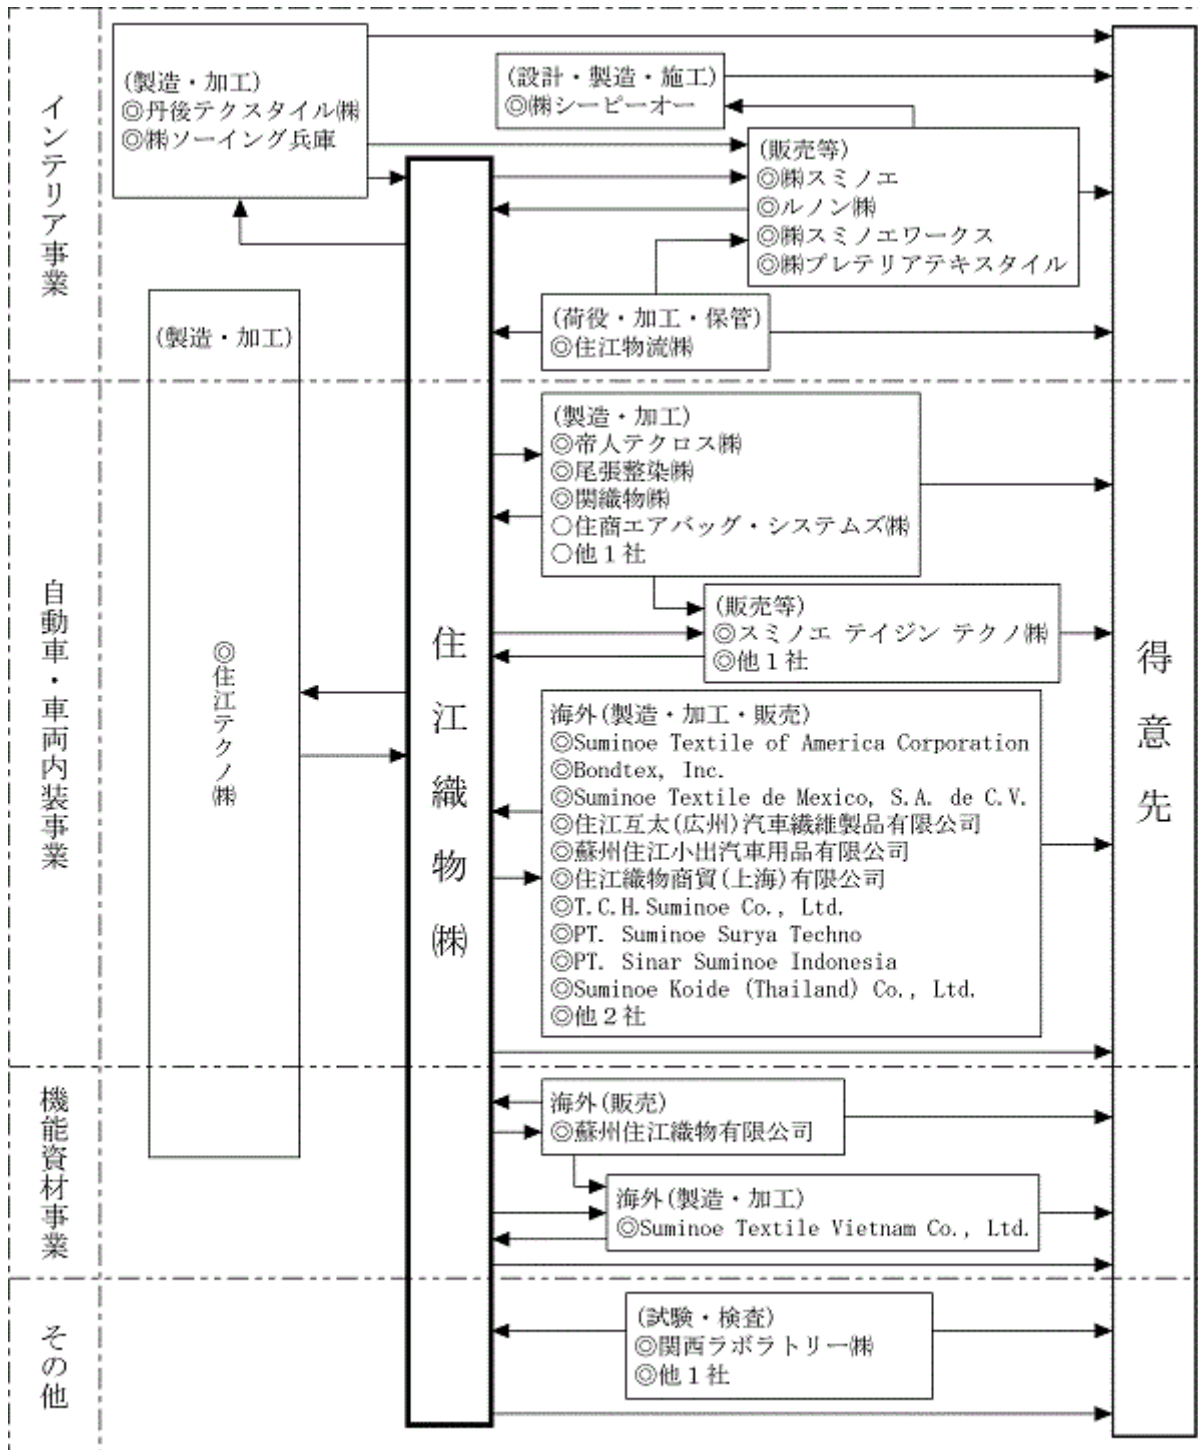 インテリア事業
(製造・加工)
◎丹後テクスタイル㈱
◎㈱ソーイング兵庫
(設計・製造・施工)
◎㈱シーピーオー
(販売等)
◎㈱スミノエ
◎ルノン㈱
◎㈱スミノエワークス
◎㈱プレテリアテキスタイル
(荷役・加工・保管)
◎住江物流㈱
(製造・加工)
◎住江テクノ㈱
住江織物㈱
得意先
自動車・車両内装事業
(製造・加工)
◎帝人テクロス㈱
◎尾張整染㈱
◎関織物㈱
○住商エアバッグ・システムズ㈱
○他1社
(販売等)
◎スミノエ テイジン テクノ㈱
◎他1社
海外(製造・加工・販売)
◎Suminoe Textile of America Corporation
◎Bondtex, Inc.
◎Suminoe Textile de Mexico, S.A. de C.V.
◎住江互太(広州)汽車繊維製品有限公司
◎蘇州住江小出汽車用品有限公司
◎住江織物商貿(上海)有限公司
◎T.C.H.Suminoe Co., Ltd.
◎PT. Suminoe Surya Techno
◎PT. Sinar Suminoe Indonesia
◎Suminoe Koide (Thailand) Co., Ltd.
◎他2社
機能資材事業
海外(販売)
◎蘇州住江織物有限公司
海外(製造・加工)
◎Suminoe Textile Vietnam Co., Ltd.
その他
(試験・検査)
◎関西ラボラトリー㈱
◎他1社